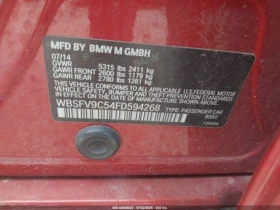 MFD BY BMW M GMBH
07/14
GVWR 5315 lbs 2411 kg
GAWR FRONT 2600 lbs 1179 kg
GAWR REAR 2780 lbs 1261 kg
THIS VEHICLE CONFORMS TO ALL
APPLICABLE FEDERAL MOTOR VEHICLE
SAFETY, BUMPER, AND THEFT PREVENTION
STANDARDS IN EFFECT ON THE DATE OF
MANUFACTURE SHOWN ABOVE.
WBSFV9C54FD594268
TYPE: PASSENGER CAR